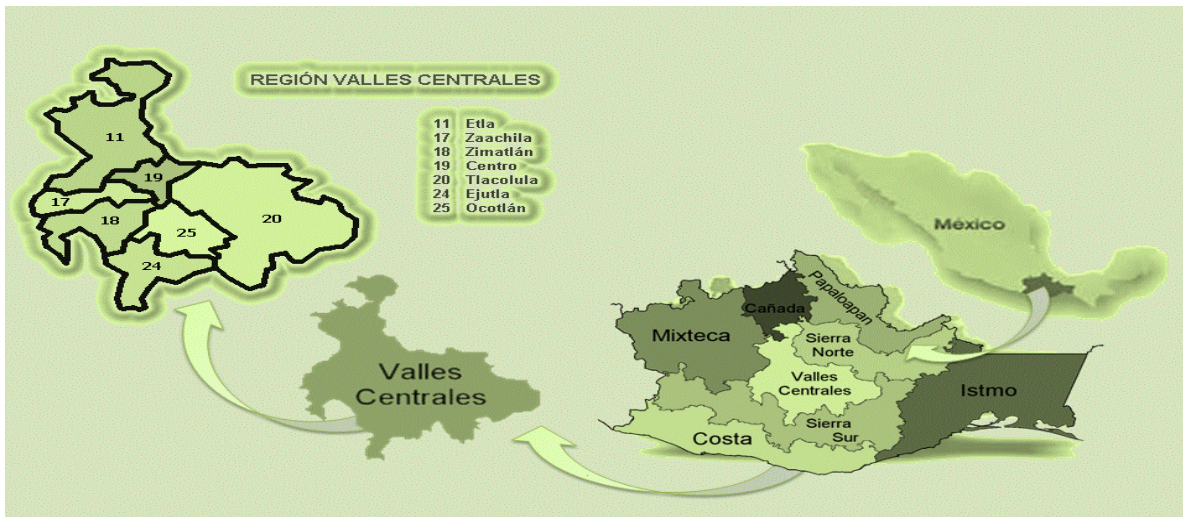 REGIÓN VALLES CENTRALES
11 Etla
17 Zaachila
18 Zimatlán
19 Centro
20 Tlacolula
24 Ejutla
25 Ocotlán
11
19
17
18
25
20
24
México
Papaloapan
Cañada
Mixteca
Sierra
Norte
Valles
Centrales
Istmo
Sierra
Sur
Costa
Valles
Centrales